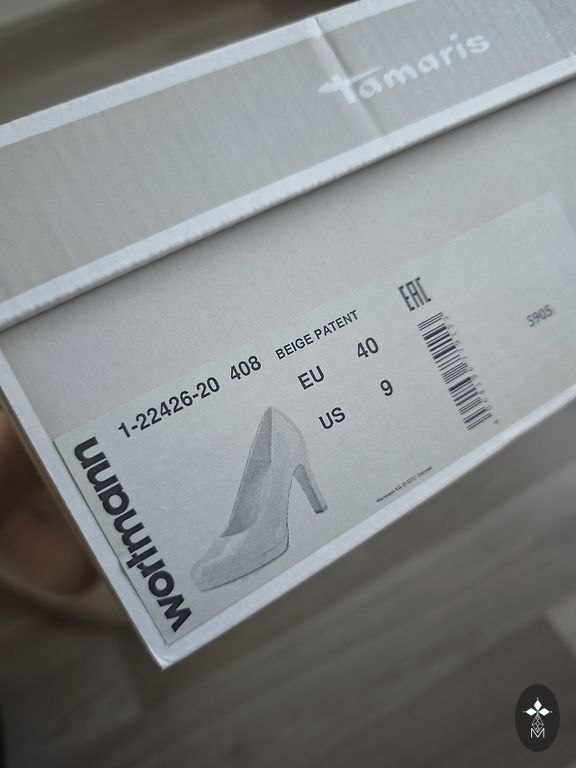 tamaris
1-22426-20 408 BEIGE PATENT
EAC
EU 40
US 9
5905
wortmann
M